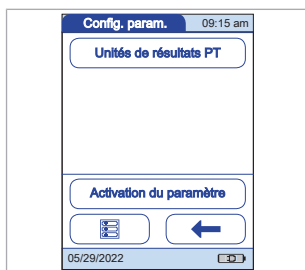 Config. param. 09:15 am
Unités de résultats PT
Activation du paramètre
05/29/2022